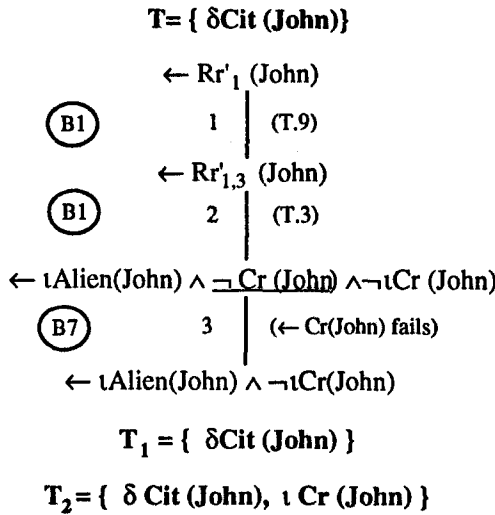 T= { δCit (John)}
← Rr'₁ (John)
B1 1 (T.9)
← Rr'₁,₃ (John)
B1 2 (T.3)
← ιAlien(John) ∧ ¬ Cr (John) ∧¬ιCr (John)
B7 3 (← Cr(John) fails)
← ιAlien(John) ∧ ¬ιCr(John)
T₁ = { δCit (John) }
T₂= { δ Cit (John), ι Cr (John) }